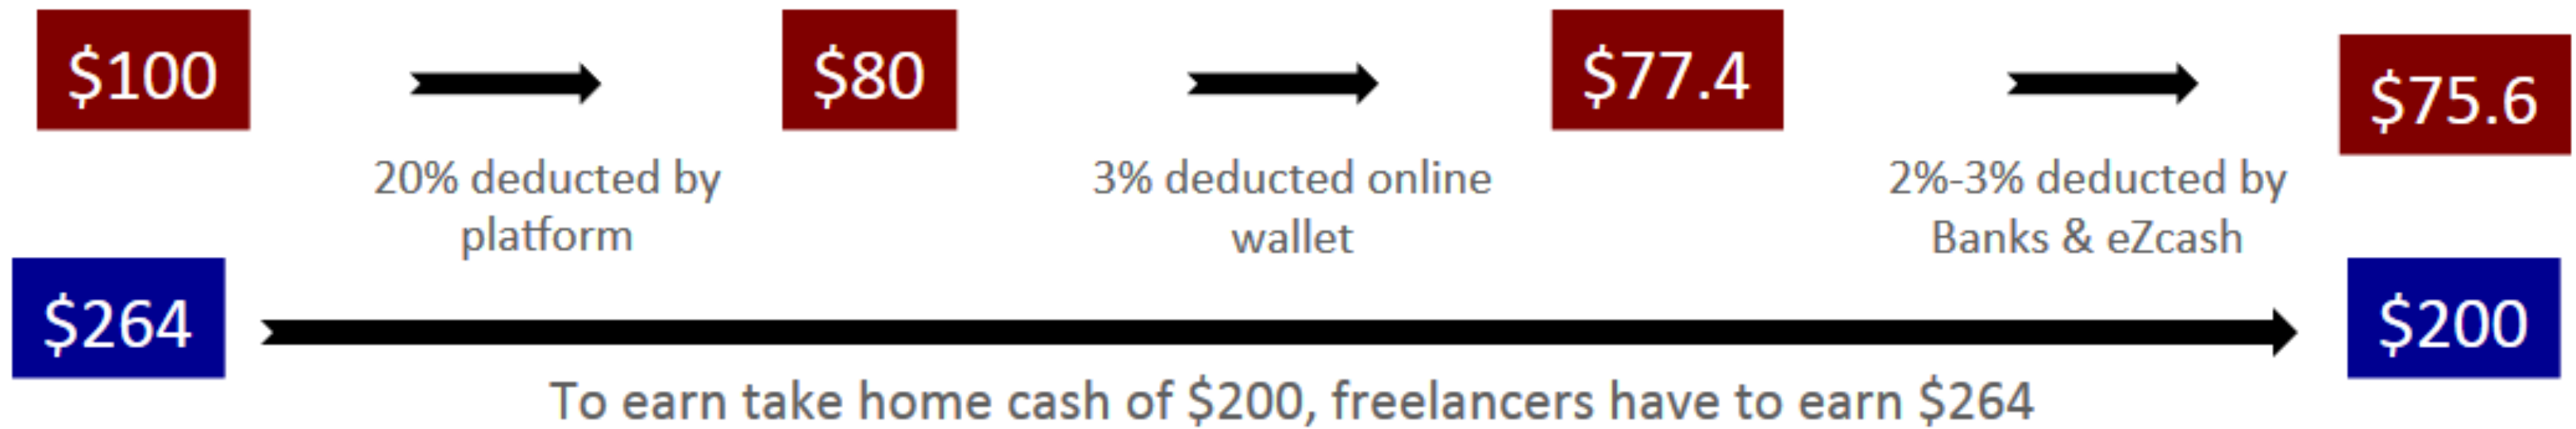 $100
$80
$77.4
$75.6
20% deducted by
platform
3% deducted online
wallet
2%-3% deducted by
Banks & eZcash
$264
$200
To earn take home cash of $200, freelancers have to earn $264